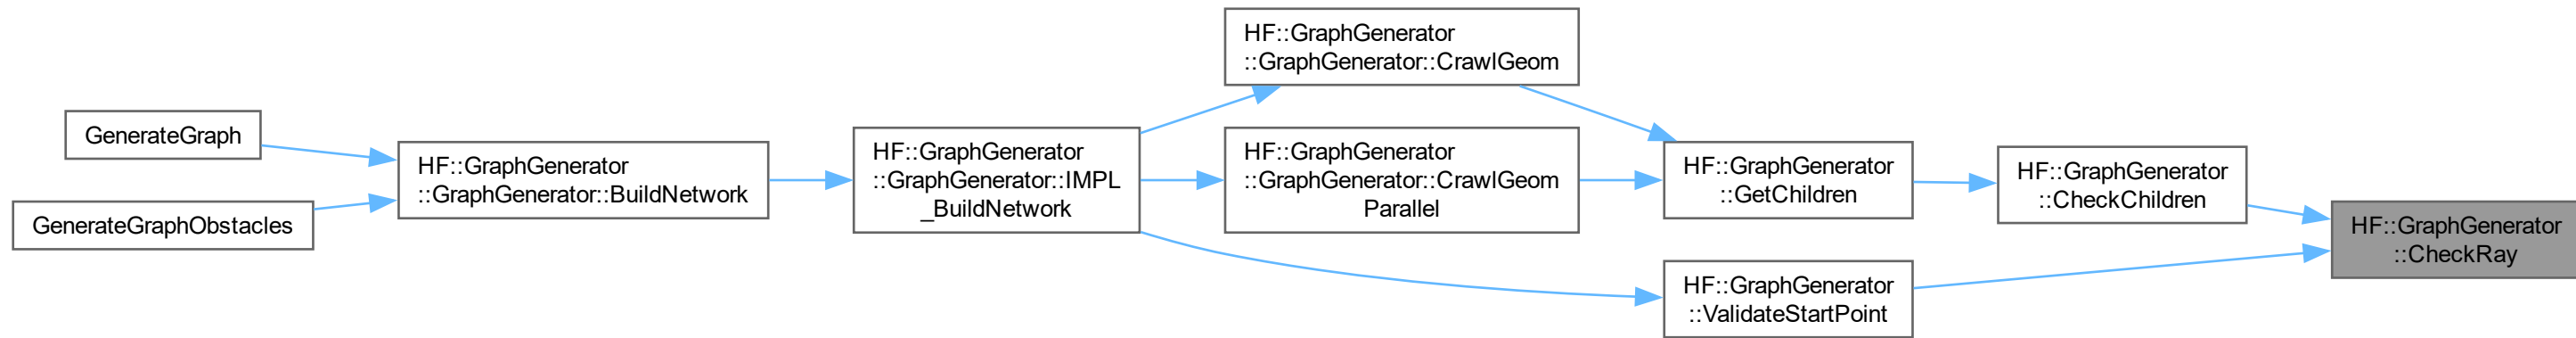 GenerateGraph
GenerateGraphObstacles
HF::GraphGenerator
::GraphGenerator::BuildNetwork
HF::GraphGenerator
::GraphGenerator::IMPL
_BuildNetwork
HF::GraphGenerator
::GraphGenerator::CrawlGeom
HF::GraphGenerator
::GraphGenerator::CrawlGeom
Parallel
HF::GraphGenerator
::GetChildren
HF::GraphGenerator
::ValidateStartPoint
HF::GraphGenerator
::CheckChildren
HF::GraphGenerator
::CheckRay